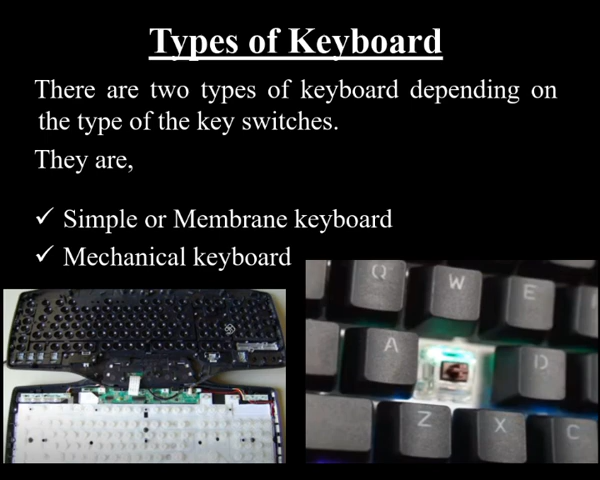 Types of Keyboard
There are two types of keyboard depending on
the type of the key switches.
They are,
✓ Simple or Membrane keyboard
✓ Mechanical keyboard
Q W E
A D
Z X C